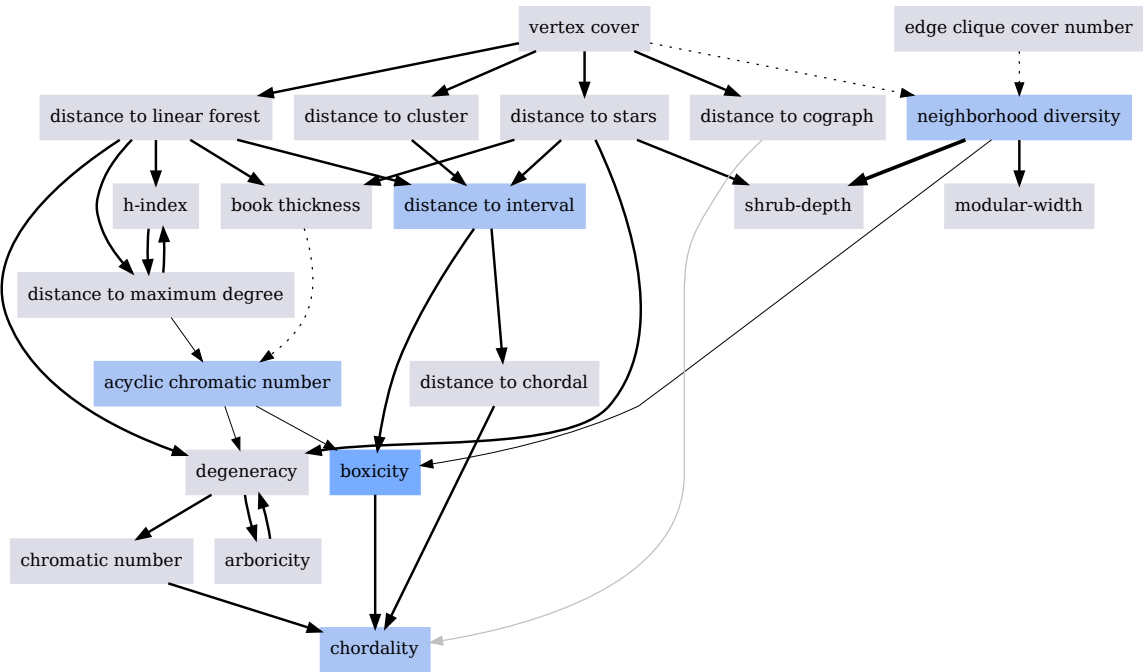 vertex cover
edge clique cover number
distance to linear forest
distance to cluster
distance to stars
distance to cograph
neighborhood diversity
h-index
book thickness
distance to interval
shrub-depth
modular-width
distance to maximum degree
acyclic chromatic number
distance to chordal
degeneracy
boxicity
chromatic number
arboricity
chordality